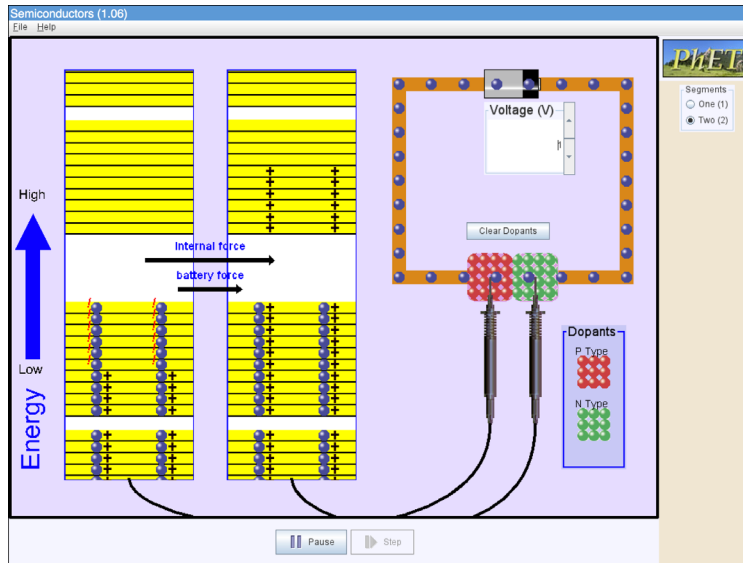 Semiconductors (1.06)
File Help
PhET
Segments
One (1)
Two (2)
Voltage (V)
High
Internal force
battery force
Clear Dopants
Dopants
P Type
N Type
Low
Energy
Pause
Step